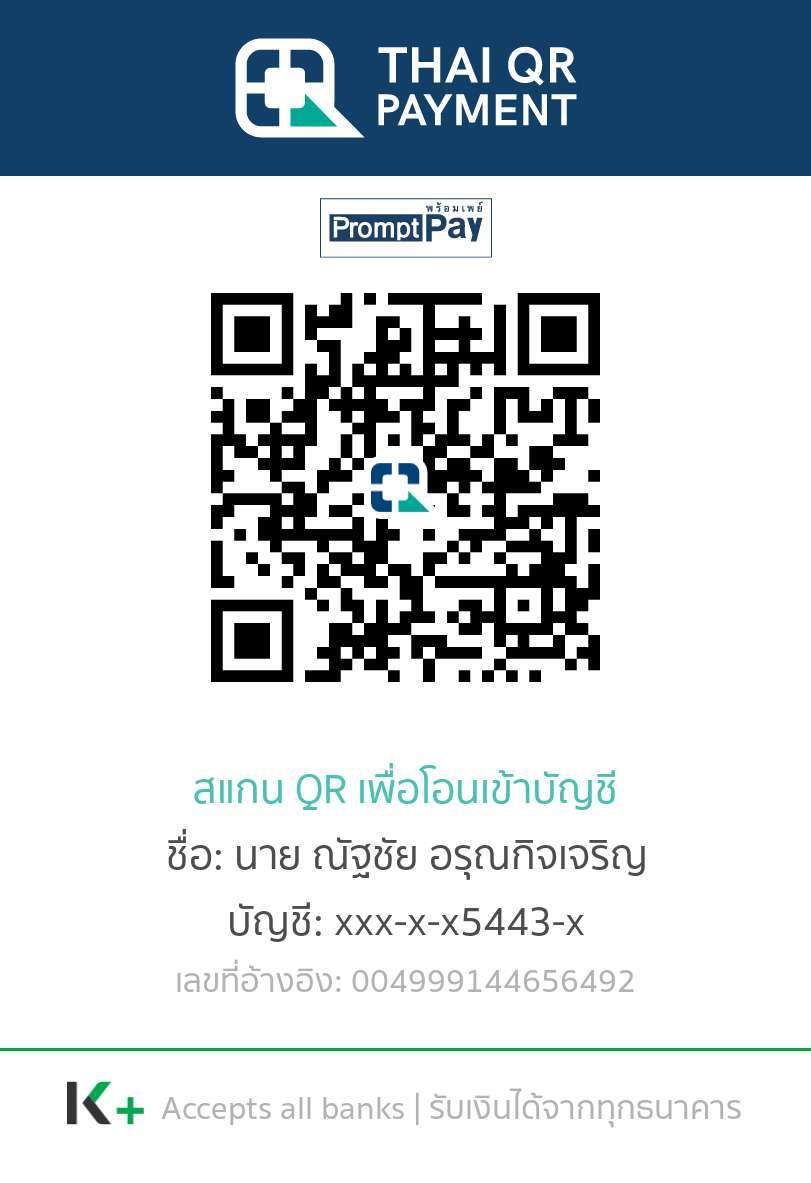 THAI QR
PAYMENT
พร้อมเพย์
PromptPay
สแกน QR เพื่อโอนเข้าบัญชี
ชื่อ: นาย ณัฐชัย อรุณกิจเจริญ
บัญชี: xxx-x-x5443-x
เลขที่อ้างอิง: 004999144656492
K+ Accepts all banks | รับเงินได้จากทุกธนาคาร